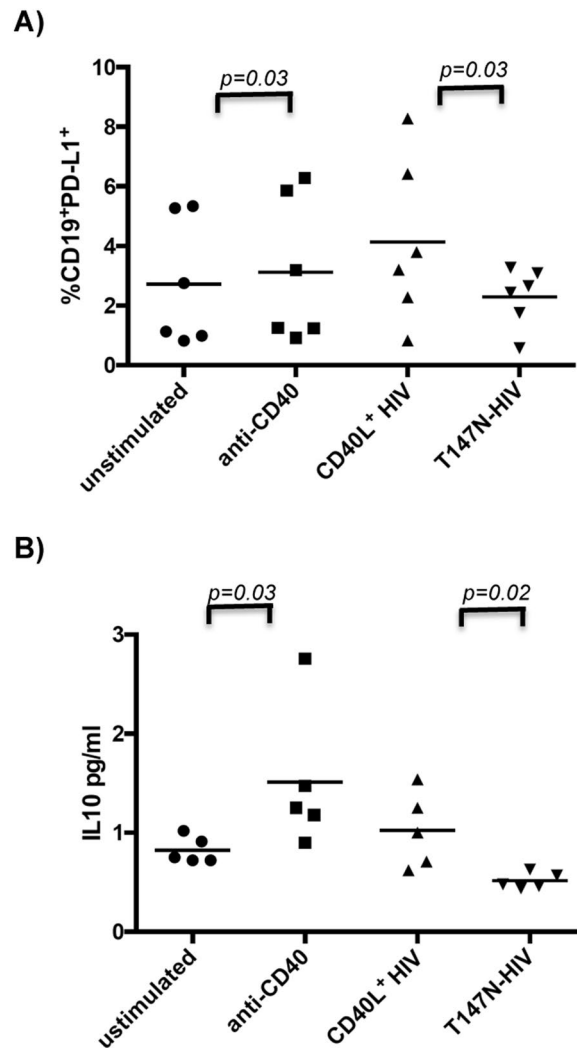 A)
p=0.03
p=0.03
%CD19⁺PD-L1⁺
10
8
6
4
2
0
unstimulated
anti-CD40
CD40L⁺ HIV
T147N-HIV
B)
p=0.03
p=0.02
IL10 pg/ml
3
2
1
0
ustimulated
anti-CD40
CD40L⁺ HIV
T147N-HIV